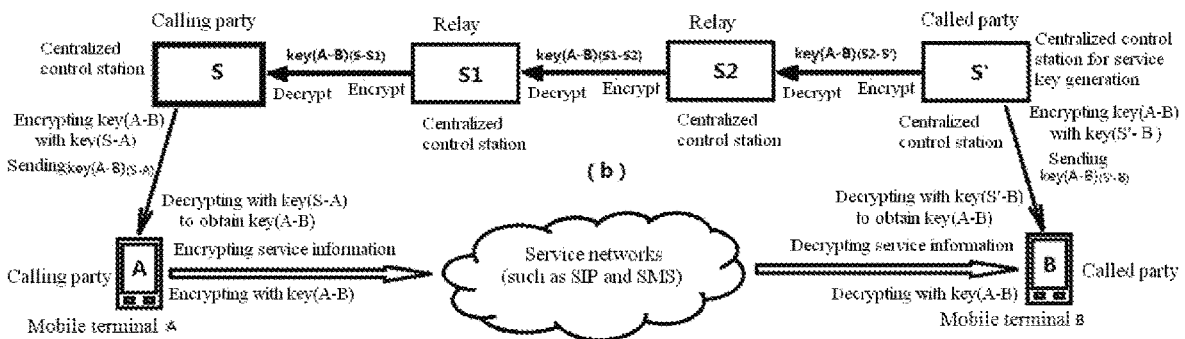 Calling party
Relay
Relay
Called party
Centralized
control station
S
key(A-B)(S-S1)
Decrypt
Encrypt
S1
key(A-B)(S1-S2)
Decrypt
Encrypt
S2
key(A-B)(S2-S')
Decrypt
Encrypt
S'
Centralized control
station for service
key generation
Encrypting key(A-B)
with key(S-A)
Sending key(A-B)(S-A)
Centralized
control station
Centralized
control station
Centralized
control station
Encrypting key(A-B)
with key(S'-B)
Sending
key(A-B)(S'-B)
(b)
Decrypting with key(S-A)
to obtain key(A-B)
Decrypting with key(S'-B)
to obtain key(A-B)
Calling party
A
Encrypting service information
Encrypting with key(A-B)
Service networks
(such as SIP and SMS)
Decrypting service information
Decrypting with key(A-B)
B
Called party
Mobile terminal A
Mobile terminal B